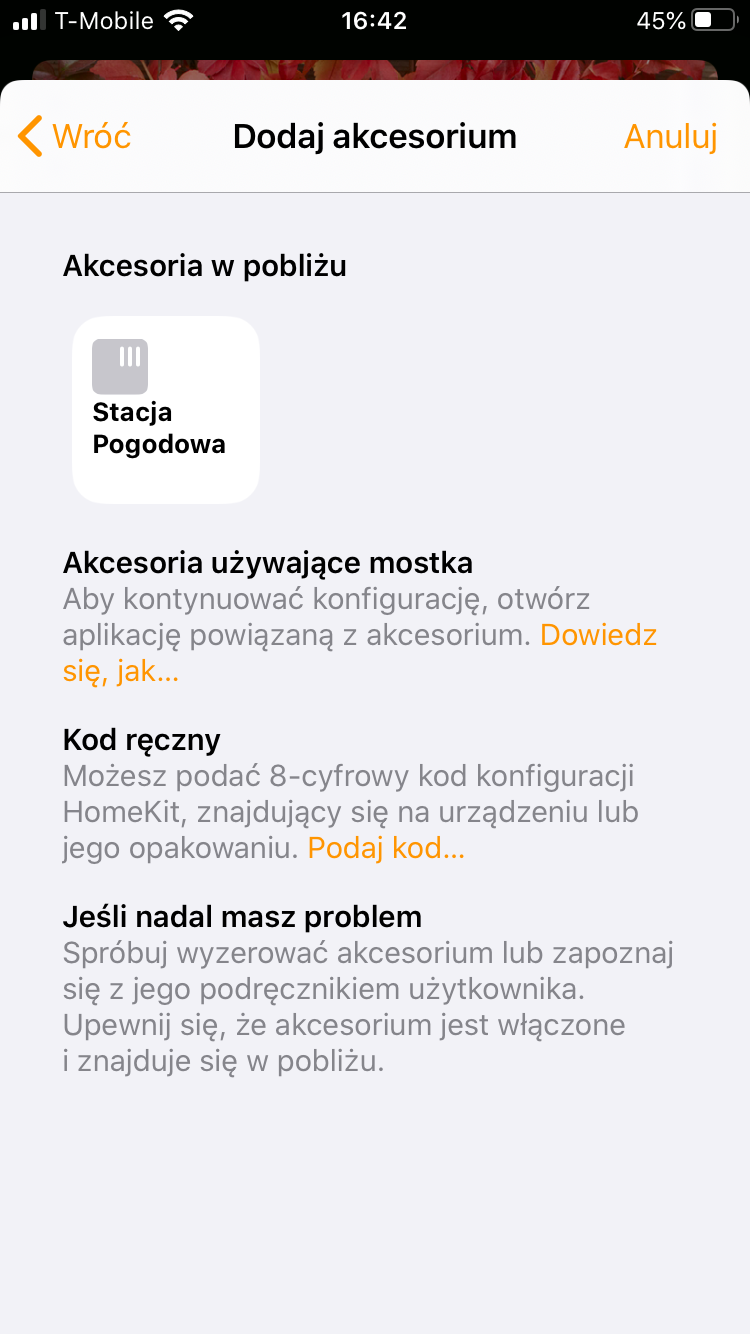 T-Mobile 16:42 45%
Wróć Dodaj akcesorium Anuluj
Akcesoria w pobliżu
Stacja
Pogodowa
Akcesoria używające mostka
Aby kontynuować konfigurację, otwórz
aplikację powiązaną z akcesorium. Dowiedz
się, jak...
Kod ręczny
Możesz podać 8-cyfrowy kod konfiguracji
HomeKit, znajdujący się na urządzeniu lub
jego opakowaniu. Podaj kod...
Jeśli nadal masz problem
Spróbuj wyzerować akcesorium lub zapoznaj
się z jego podręcznikiem użytkownika.
Upewnij się, że akcesorium jest włączone
i znajduje się w pobliżu.